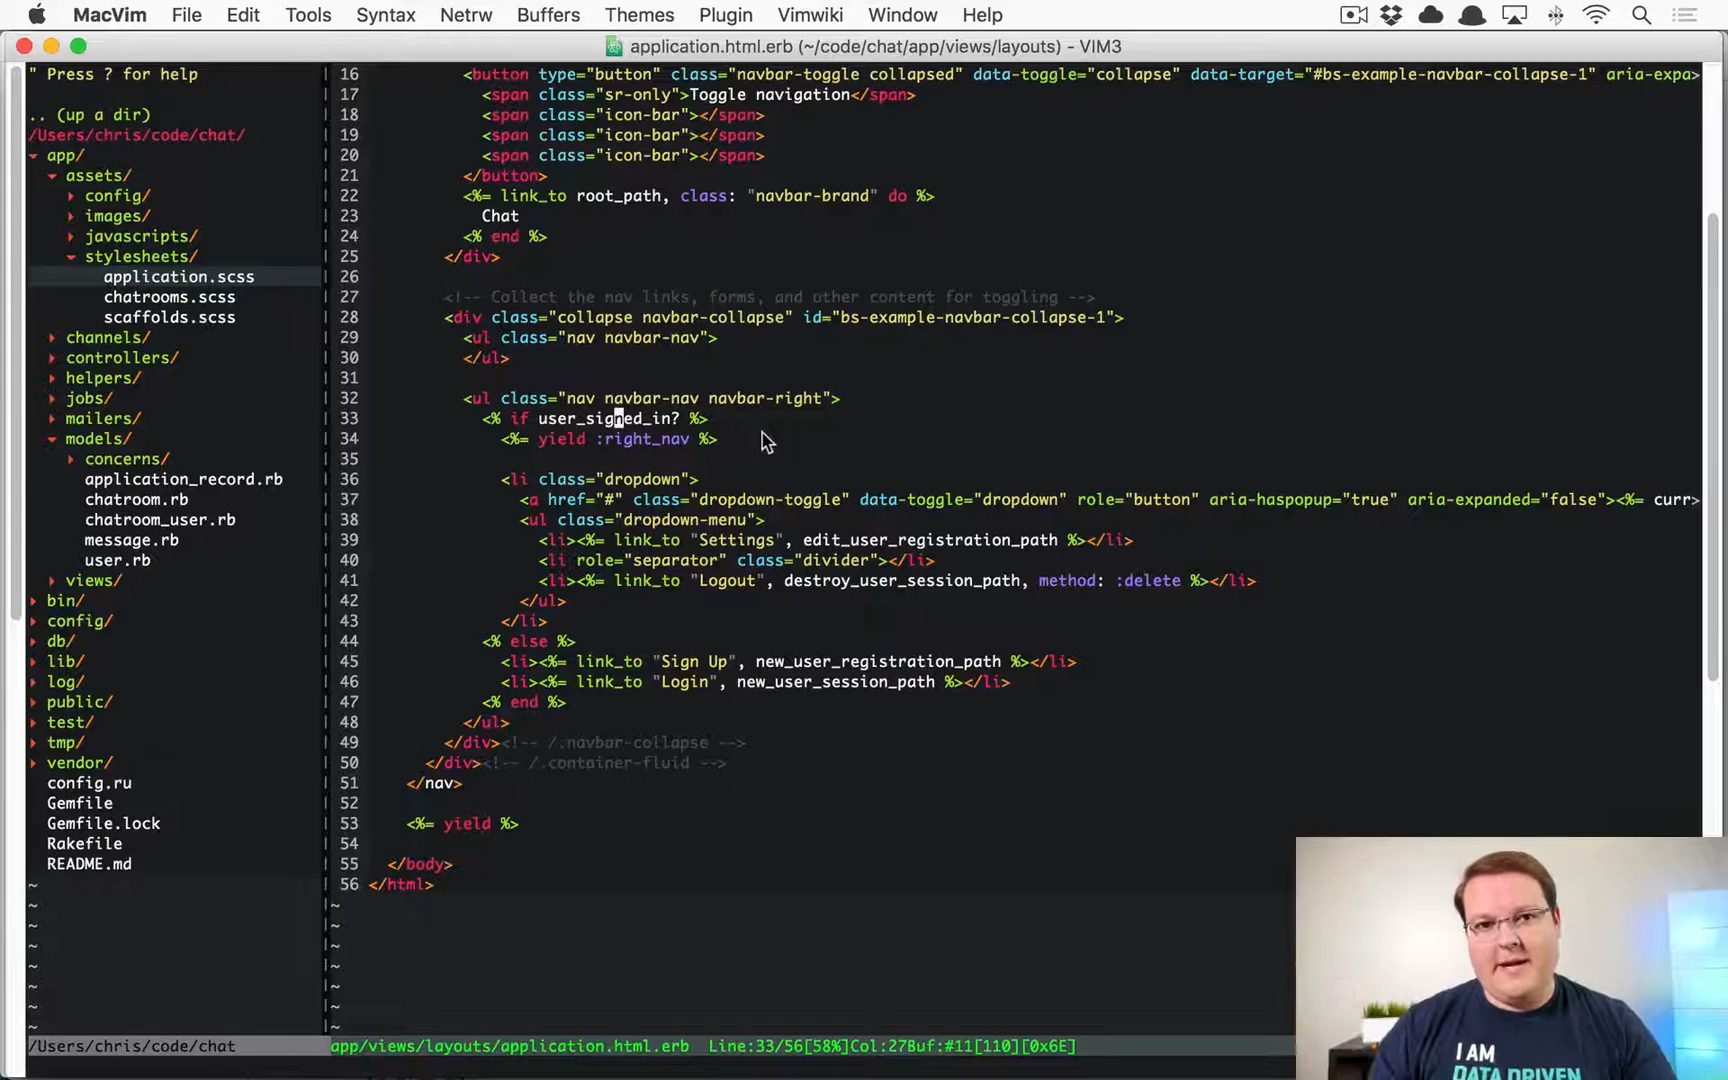 MacVim File Edit Tools Syntax Netrw Buffers Themes Plugin Vimwiki Window Help
application.html.erb (~/code/chat/app/views/layouts) - VIM3
" Press ? for help
.. (up a dir)
/Users/chris/code/chat/
▾ app/
▾ assets/
▸ config/
▸ images/
▸ javascripts/
▾ stylesheets/
application.scss
chatrooms.scss
scaffolds.scss
▸ channels/
▸ controllers/
▸ helpers/
▸ jobs/
▸ mailers/
▾ models/
▸ concerns/
application_record.rb
chatroom.rb
chatroom_user.rb
message.rb
user.rb
▸ views/
▸ bin/
▸ config/
▸ db/
▸ lib/
▸ log/
▸ public/
▸ test/
▸ tmp/
▸ vendor/
config.ru
Gemfile
Gemfile.lock
Rakefile
README.md
~
~
~
~
~
~
~
~
/Users/chris/code/chat
16 <button type="button" class="navbar-toggle collapsed" data-toggle="collapse" data-target="#bs-example-navbar-collapse-1" aria-expa>
17 <span class="sr-only">Toggle navigation</span>
18 <span class="icon-bar"></span>
19 <span class="icon-bar"></span>
20 <span class="icon-bar"></span>
21 </button>
22 <%= link_to root_path, class: "navbar-brand" do %>
23 Chat
24 <% end %>
25 </div>
26
27 <!-- Collect the nav links, forms, and other content for toggling -->
28 <div class="collapse navbar-collapse" id="bs-example-navbar-collapse-1">
29 <ul class="nav navbar-nav">
30 </ul>
31
32 <ul class="nav navbar-nav navbar-right">
33 <% if user_signed_in? %>
34 <%= yield :right_nav %>
35
36 <li class="dropdown">
37 <a href="#" class="dropdown-toggle" data-toggle="dropdown" role="button" aria-haspopup="true" aria-expanded="false"><%= curr>
38 <ul class="dropdown-menu">
39 <li><%= link_to "Settings", edit_user_registration_path %></li>
40 <li role="separator" class="divider"></li>
41 <li><%= link_to "Logout", destroy_user_session_path, method: :delete %></li>
42 </ul>
43 </li>
44 <% else %>
45 <li><%= link_to "Sign Up", new_user_registration_path %></li>
46 <li><%= link_to "Login", new_user_session_path %></li>
47 <% end %>
48 </ul>
49 </div><!-- /.navbar-collapse -->
50 </div><!-- /.container-fluid -->
51 </nav>
52
53 <%= yield %>
54
55 </body>
56 </html>
~
~
~
~
~
~
~
app/views/layouts/application.html.erb Line:33/56[58%]Col:27Buf:#11[110][0x6E]
I AM
DATA DRIVEN